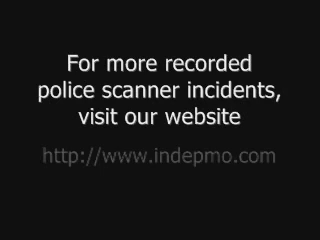 For more recorded
police scanner incidents,
visit our website
http://www.indepmo.com